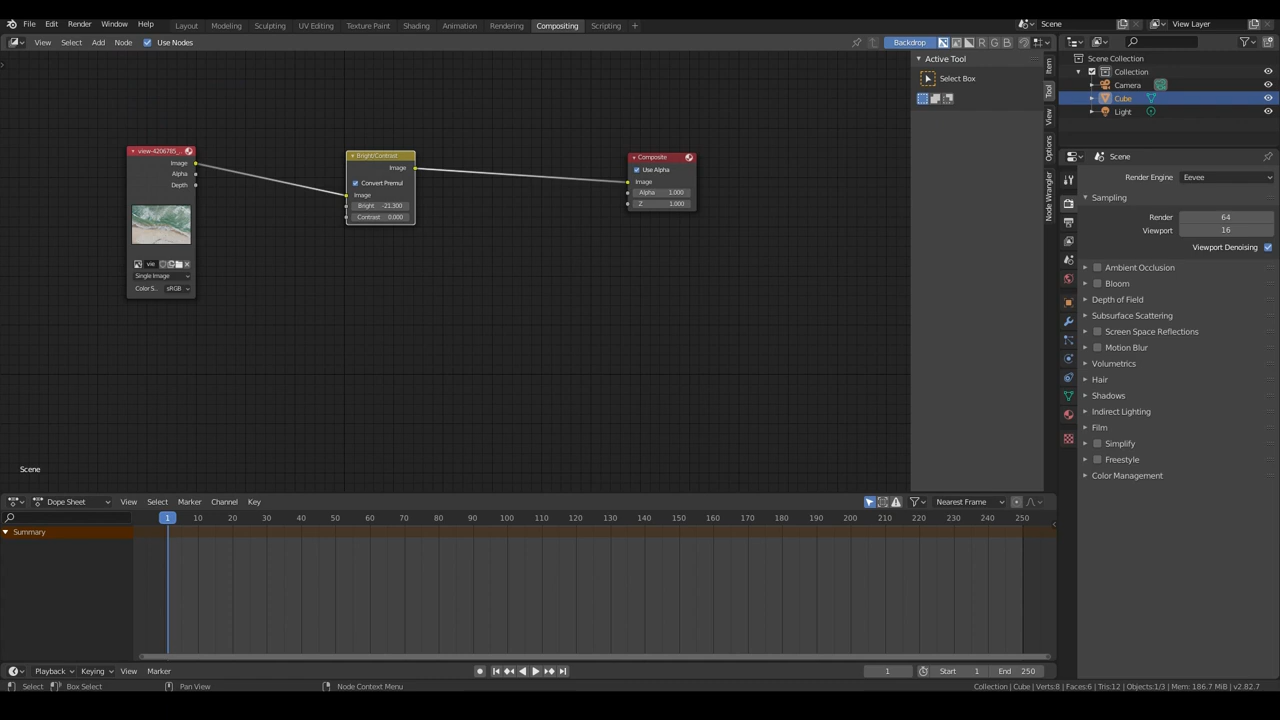 File Edit Render Window Help Layout Modeling Sculpting UV Editing Texture Paint Shading Animation Rendering Compositing Scripting + Scene View Layer
View Select Add Node Use Nodes Backdrop R G B
Active Tool
Select Box
Item
Tool
View
Options
Node Wrangler
view-4206785_...
Image
Alpha
Depth
vie
Single Image
Color S... sRGB
Bright/Contrast
Image
Convert Premul
Image
Bright -21.300
Contrast 0.000
Composite
Use Alpha
Image
Alpha 1.000
Z 1.000
Scene
Scene Collection
Collection
Camera
Cube
Light
Scene
Render Engine Eevee
Sampling
Render 64
Viewport 16
Viewport Denoising
Ambient Occlusion
Bloom
Depth of Field
Subsurface Scattering
Screen Space Reflections
Motion Blur
Volumetrics
Hair
Shadows
Indirect Lighting
Film
Simplify
Freestyle
Color Management
Dope Sheet View Select Marker Channel Key Nearest Frame
1 10 20 30 40 50 60 70 80 90 100 110 120 130 140 150 160 170 180 190 200 210 220 230 240 250
Summary
Playback Keying View Marker 1 Start 1 End 250
Select Box Select Pan View Node Context Menu Collection | Cube | Verts:8 | Faces:6 | Tris:12 | Objects:1/3 | Mem: 186.7 MiB | v2.82.7